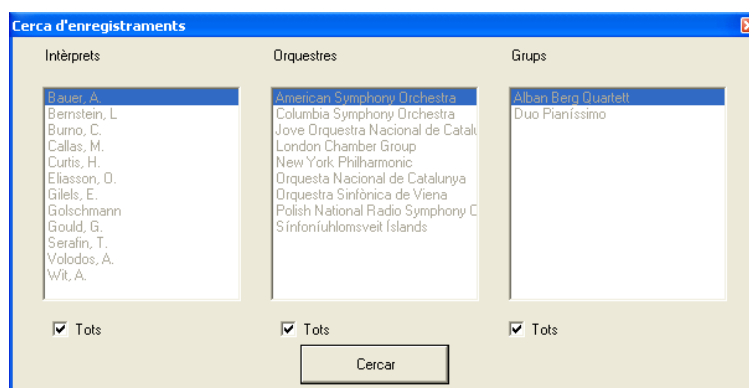 Cerca d'enregistraments
Intèrprets
Bauer, A.
Bernstein, L
Burno, C.
Callas, M.
Curtis, H.
Eliasson, O.
Gilels, E.
Golschmann
Gould, G.
Serafin, T.
Volodos, A.
Wit, A.
Tots
Orquestres
American Symphony Orchestra
Columbia Symphony Orchestra
Jove Orquestra Nacional de Catalu
London Chamber Group
New York Philharmonic
Orquesta Nacional de Catalunya
Orquestra Sinfònica de Viena
Polish National Radio Symphony C
Sínfoníuhlomsveit Íslands
Tots
Grups
Alban Berg Quartett
Duo Pianíssimo
Tots
Cercar